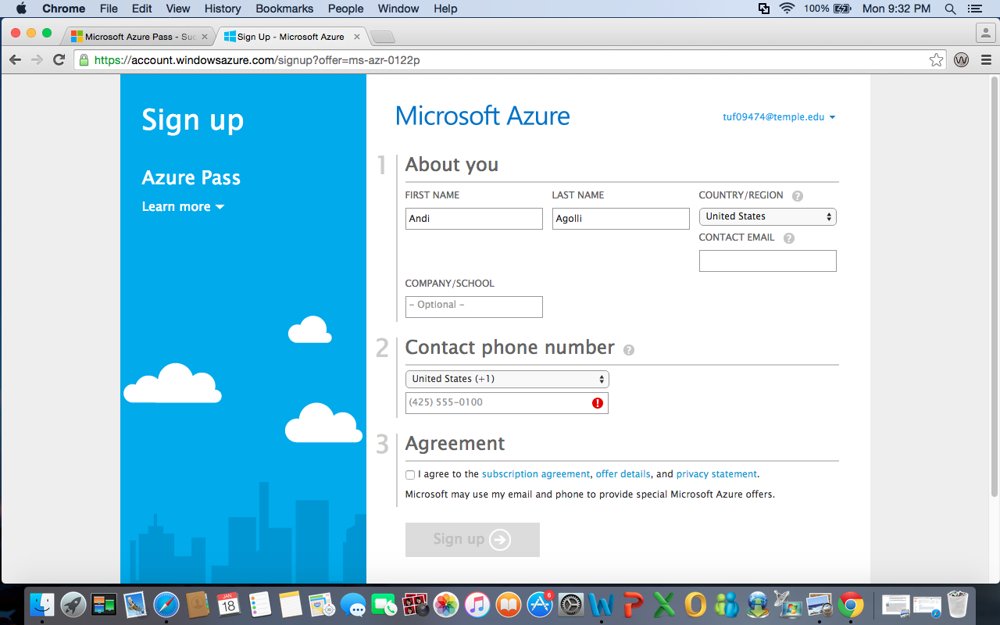 Chrome File Edit View History Bookmarks People Window Help 100% Mon 9:32 PM
Microsoft Azure Pass - Suc × Sign Up - Microsoft Azure ×
https://account.windowsazure.com/signup?offer=ms-azr-0122p
Sign up
Azure Pass
Learn more
Microsoft Azure
tuf09474@temple.edu
1 About you
FIRST NAME LAST NAME COUNTRY/REGION ?
Andi Agolli United States
CONTACT EMAIL ?
COMPANY/SCHOOL
- Optional -
2 Contact phone number ?
United States (+1)
(425) 555-0100 !
3 Agreement
I agree to the subscription agreement, offer details, and privacy statement.
Microsoft may use my email and phone to provide special Microsoft Azure offers.
Sign up
JAN
18
6